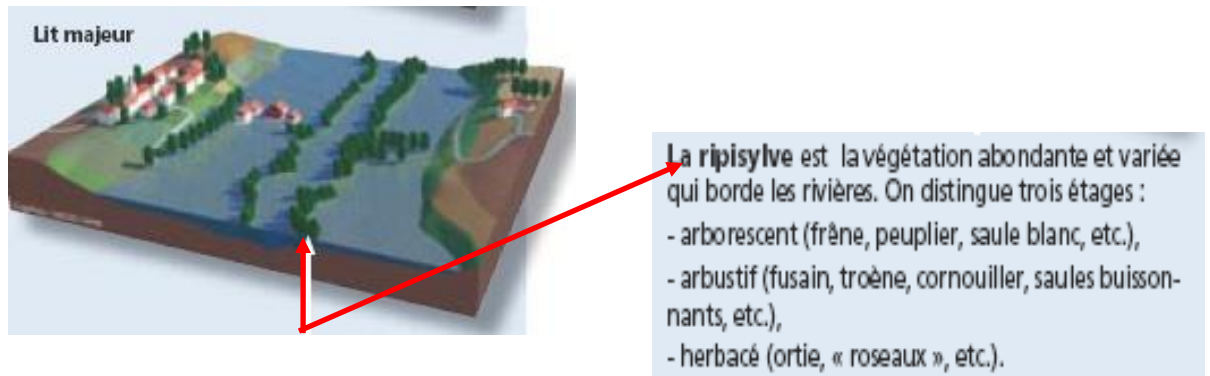 Lit majeur
La ripisylve est la végétation abondante et variée
qui borde les rivières. On distingue trois étages :
- arborescent (frêne, peuplier, saule blanc, etc.),
- arbustif (fusain, troène, cornouiller, saules buisson-
nants, etc.),
- herbacé (ortie, « roseaux », etc.).